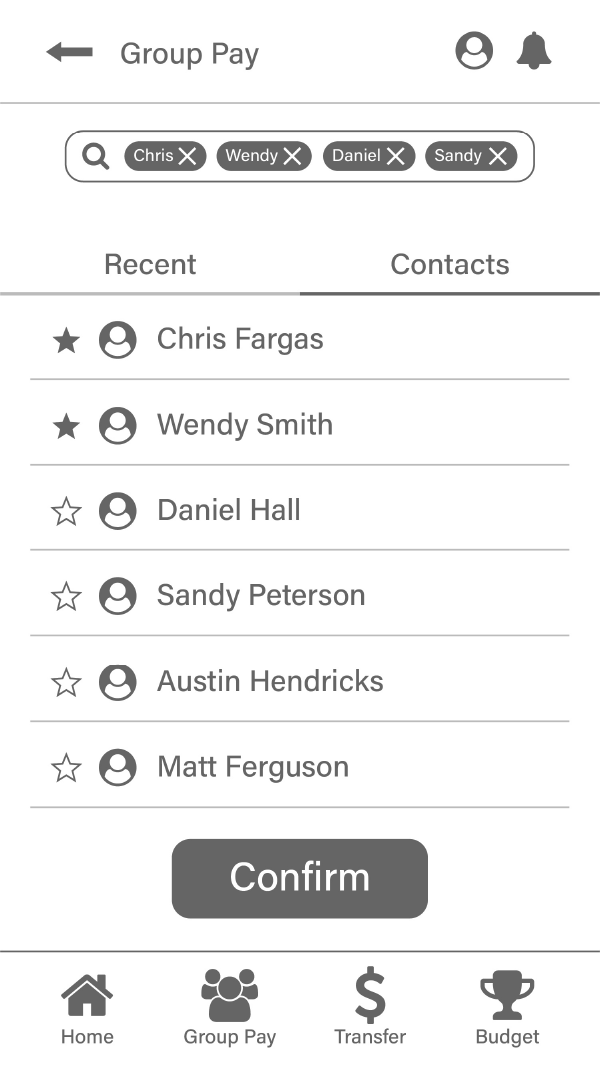 Group Pay
Chris Wendy Daniel Sandy
Recent Contacts
Chris Fargas
Wendy Smith
Daniel Hall
Sandy Peterson
Austin Hendricks
Matt Ferguson
Confirm
Home Group Pay Transfer Budget